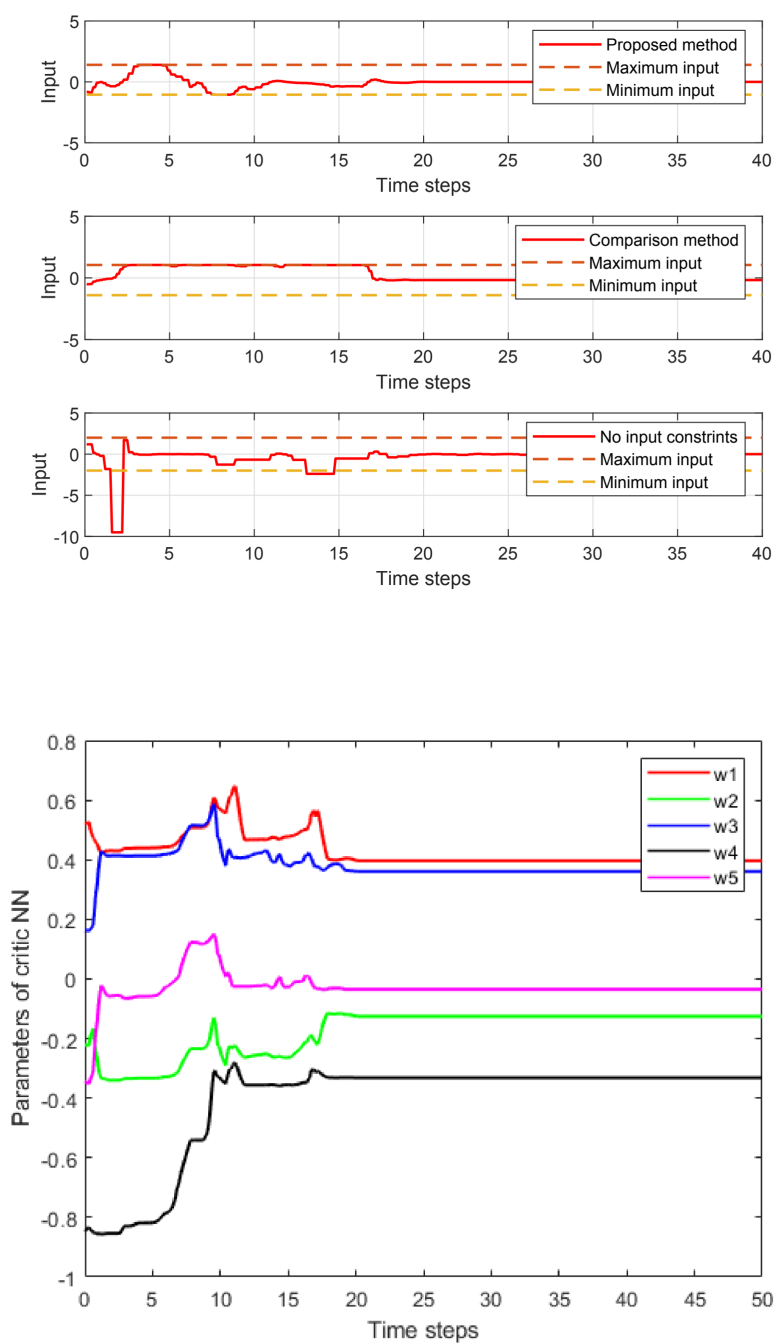 5
0
-5
Input
0 5 10 15 20 25 30 35 40
Time steps
Proposed method
Maximum input
Minimum input
5
0
-5
Input
0 5 10 15 20 25 30 35 40
Time steps
Comparison method
Maximum input
Minimum input
5
0
-5
-10
Input
0 5 10 15 20 25 30 35 40
Time steps
No input constrints
Maximum input
Minimum input
0.8
0.6
0.4
0.2
0
-0.2
-0.4
-0.6
-0.8
-1
Parameters of critic NN
0 5 10 15 20 25 30 35 40 45 50
Time steps
w1
w2
w3
w4
w5